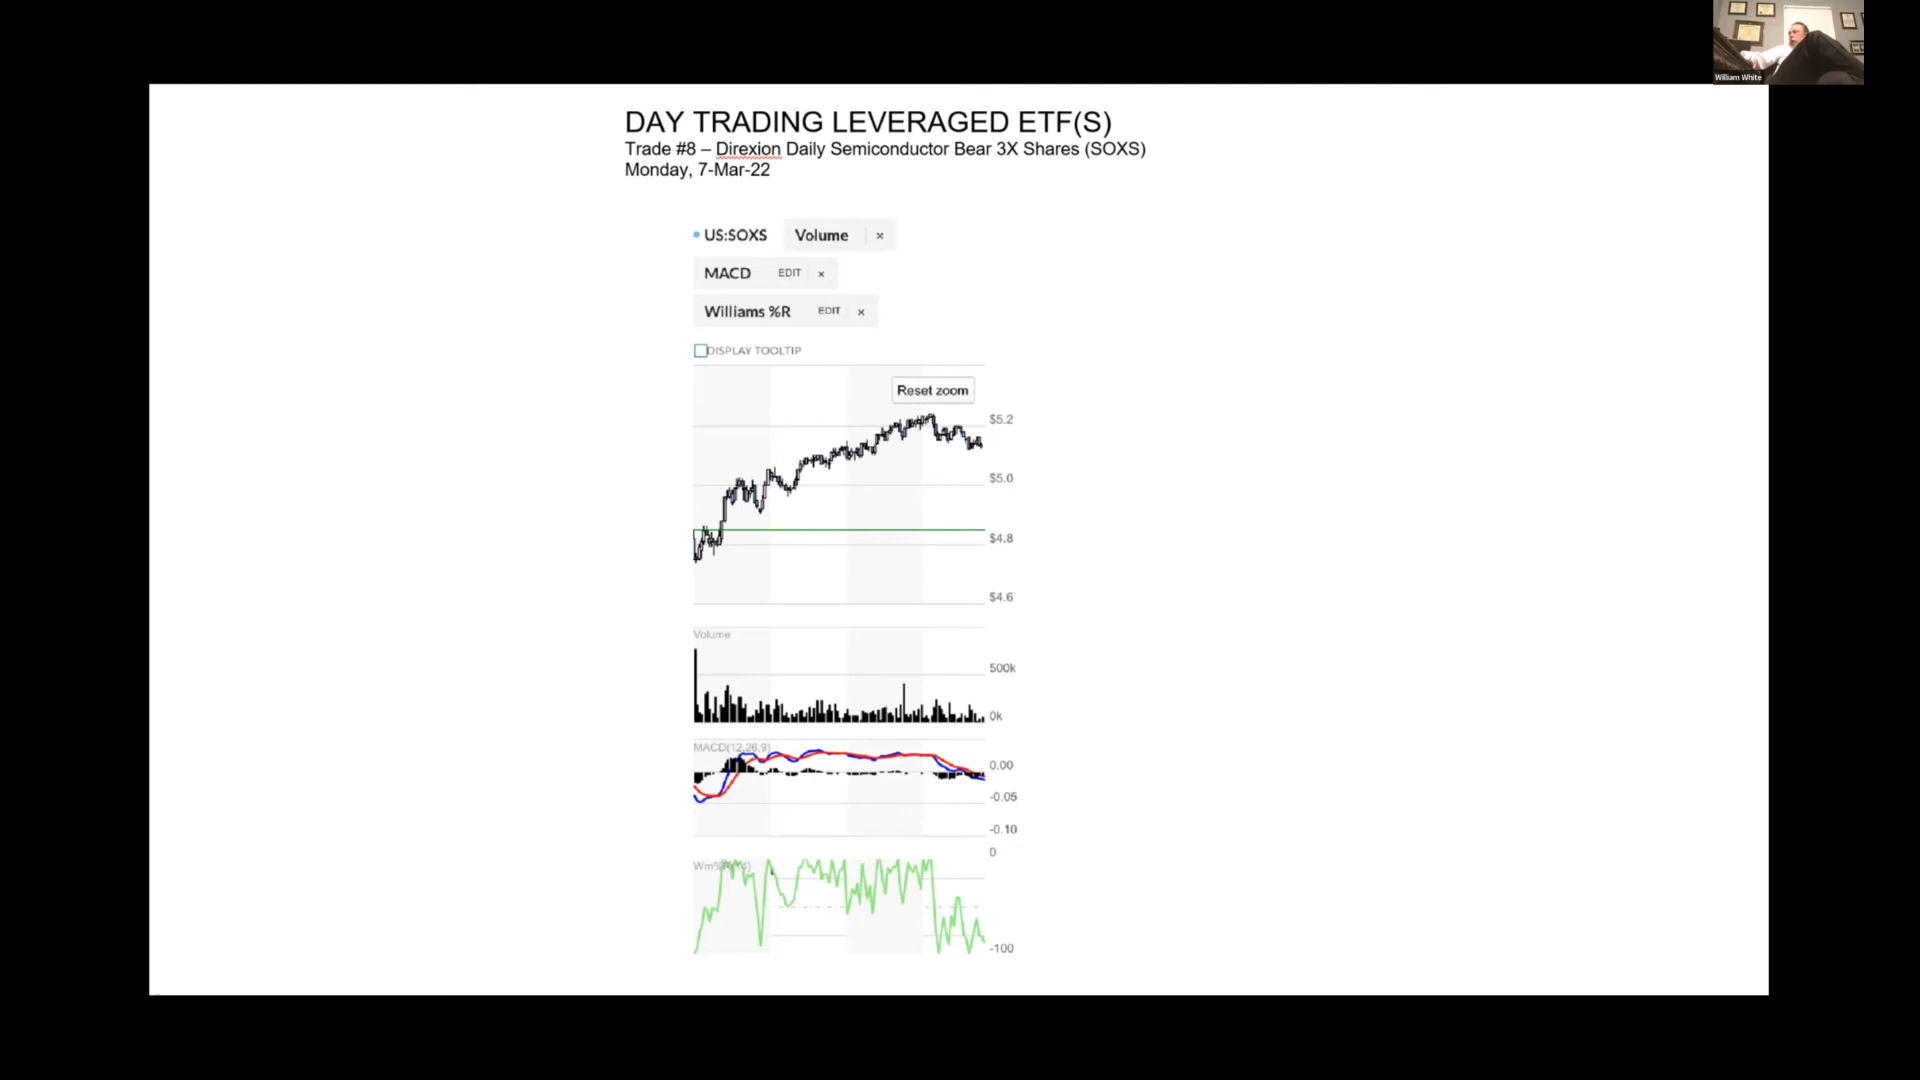 William White
DAY TRADING LEVERAGED ETF(S)
Trade #8 – Direxion Daily Semiconductor Bear 3X Shares (SOXS)
Monday, 7-Mar-22
US:SOXS Volume ×
MACD EDIT ×
Williams %R EDIT ×
DISPLAY TOOLTIP
Reset zoom
$5.2
$5.0
$4.8
$4.6
Volume
500k
0k
MACD(12,26,9)
0.00
-0.05
-0.10
0
Wm%R(14)
-100